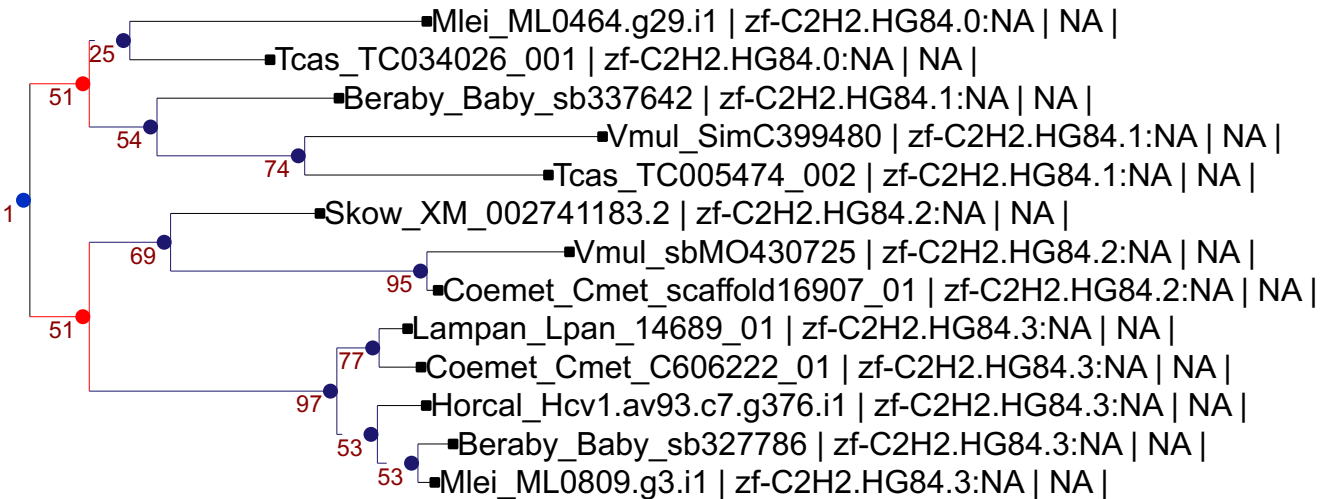 Mlei_ML0464.g29.i1 | zf-C2H2.HG84.0:NA | NA |
25
Tcas_TC034026_001 | zf-C2H2.HG84.0:NA | NA |
51
Beraby_Baby_sb337642 | zf-C2H2.HG84.1:NA | NA |
54
Vmul_SimC399480 | zf-C2H2.HG84.1:NA | NA |
74
Tcas_TC005474_002 | zf-C2H2.HG84.1:NA | NA |
1
Skow_XM_002741183.2 | zf-C2H2.HG84.2:NA | NA |
69
Vmul_sbMO430725 | zf-C2H2.HG84.2:NA | NA |
95
Coemet_Cmet_scaffold16907_01 | zf-C2H2.HG84.2:NA | NA |
51
Lampan_Lpan_14689_01 | zf-C2H2.HG84.3:NA | NA |
77
Coemet_Cmet_C606222_01 | zf-C2H2.HG84.3:NA | NA |
97
Horcal_Hcv1.av93.c7.g376.i1 | zf-C2H2.HG84.3:NA | NA |
53
Beraby_Baby_sb327786 | zf-C2H2.HG84.3:NA | NA |
53
Mlei_ML0809.g3.i1 | zf-C2H2.HG84.3:NA | NA |